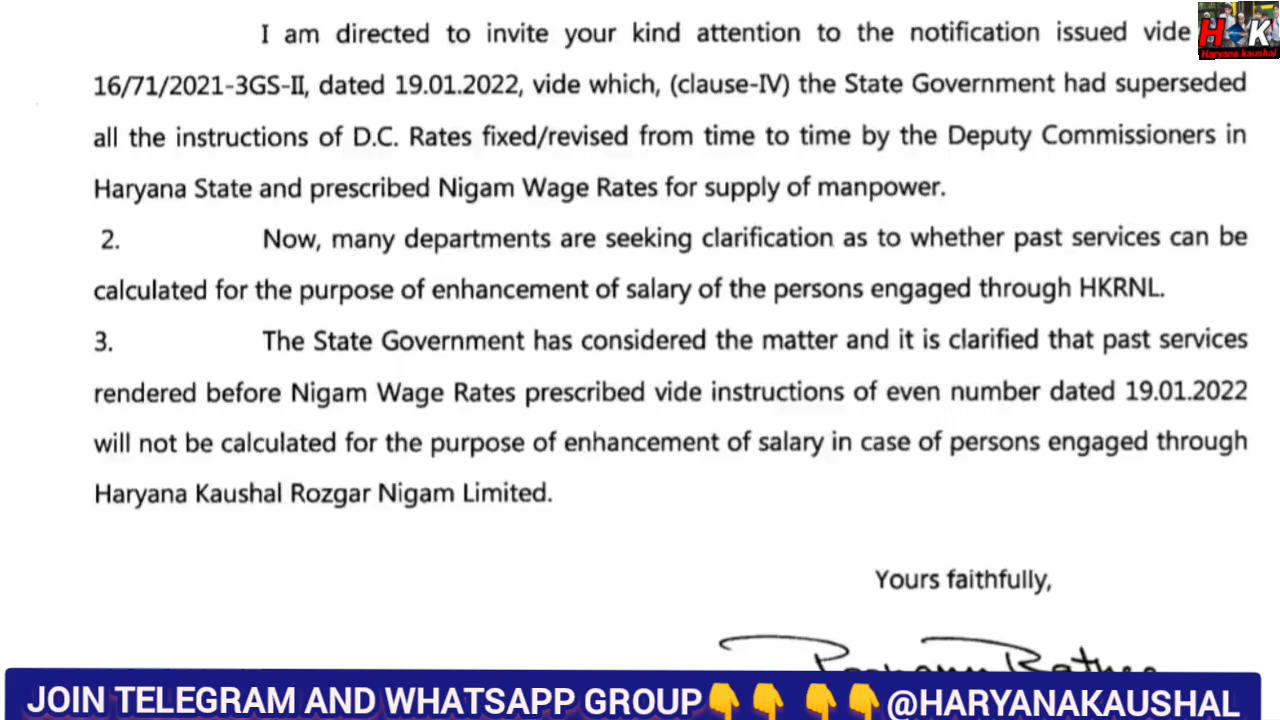 I am directed to invite your kind attention to the notification issued vide
16/71/2021-3GS-II, dated 19.01.2022, vide which, (clause-IV) the State Government had superseded
all the instructions of D.C. Rates fixed/revised from time to time by the Deputy Commissioners in
Haryana State and prescribed Nigam Wage Rates for supply of manpower.
2. Now, many departments are seeking clarification as to whether past services can be
calculated for the purpose of enhancement of salary of the persons engaged through HKRNL.
3. The State Government has considered the matter and it is clarified that past services
rendered before Nigam Wage Rates prescribed vide instructions of even number dated 19.01.2022
will not be calculated for the purpose of enhancement of salary in case of persons engaged through
Haryana Kaushal Rozgar Nigam Limited.
Yours faithfully,
JOIN TELEGRAM AND WHATSAPP GROUP👇👇 👇👇@HARYANAKAUSHAL
H K
Haryana kaushal